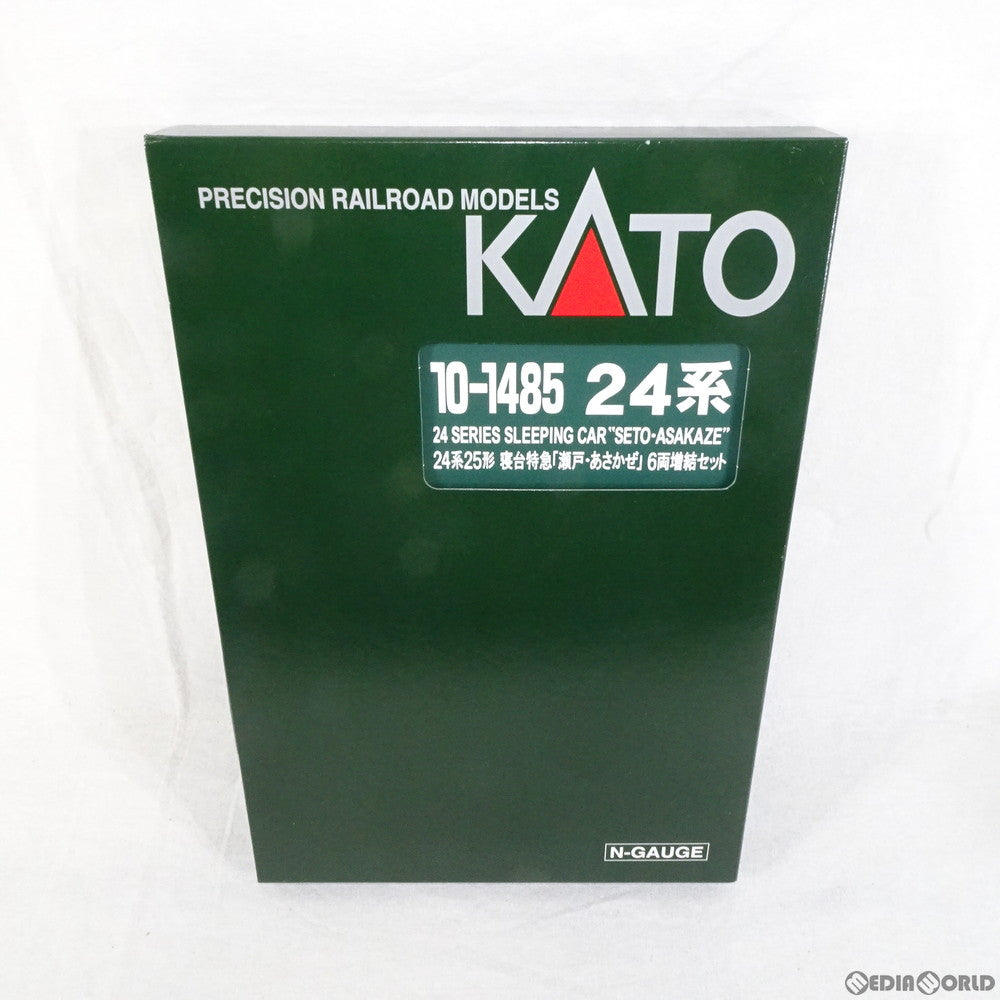 PRECISION RAILROAD MODELS
KATO
10-1485 24系
24 SERIES SLEEPING CAR "SETO・ASAKAZE"
24系25形 寝台特急「瀬戸・あさかぜ」 6両増結セット
N-GAUGE
MEDIAWORLD